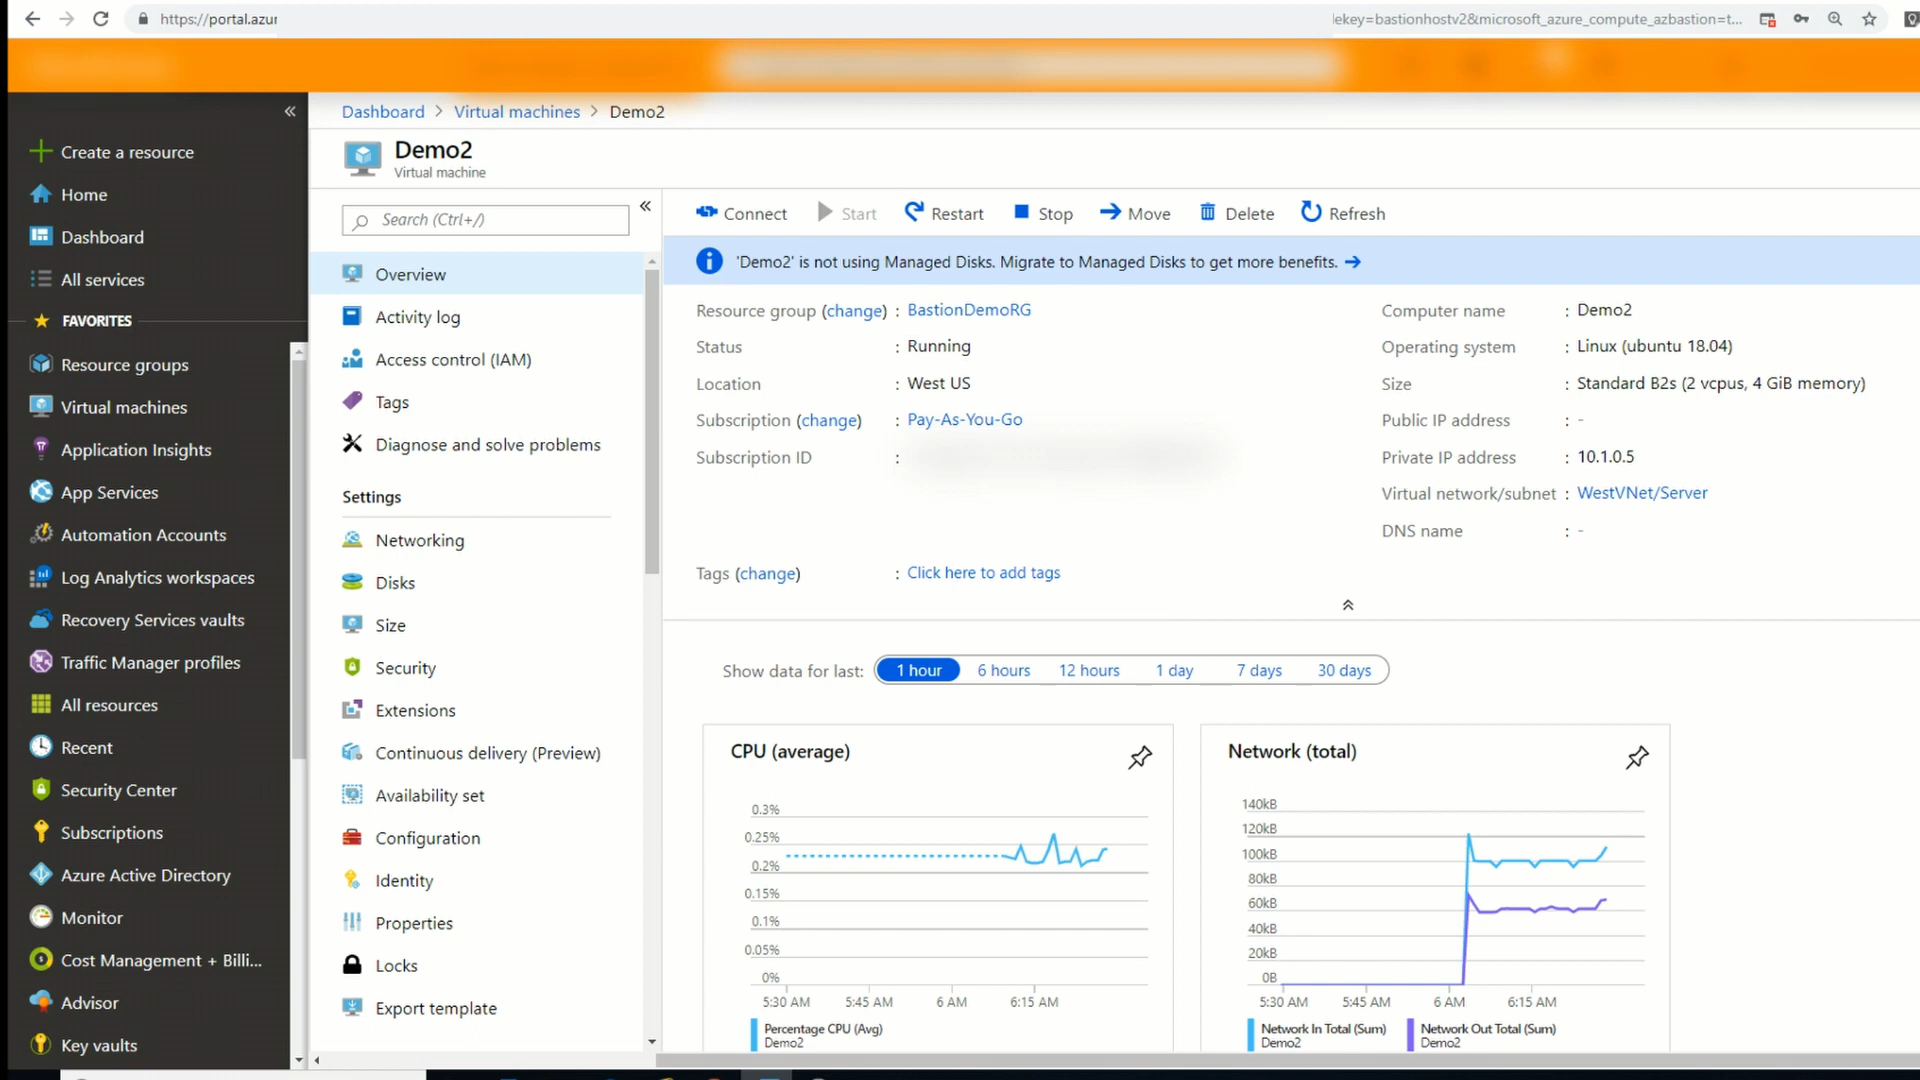 https://portal.azur
lekey=bastionhostv2&microsoft_azure_compute_azbastion=t...
Dashboard > Virtual machines > Demo2
Demo2
Virtual machine
«
Create a resource
Home
Dashboard
All services
FAVORITES
Resource groups
Virtual machines
Application Insights
App Services
Automation Accounts
Log Analytics workspaces
Recovery Services vaults
Traffic Manager profiles
All resources
Recent
Security Center
Subscriptions
Azure Active Directory
Monitor
Cost Management + Billi...
Advisor
Key vaults
Search (Ctrl+/)
«
Overview
Activity log
Access control (IAM)
Tags
Diagnose and solve problems
Settings
Networking
Disks
Size
Security
Extensions
Continuous delivery (Preview)
Availability set
Configuration
Identity
Properties
Locks
Export template
Connect Start Restart Stop Move Delete Refresh
'Demo2' is not using Managed Disks. Migrate to Managed Disks to get more benefits. →
Resource group (change) : BastionDemoRG
Status : Running
Location : West US
Subscription (change) : Pay-As-You-Go
Subscription ID :
Tags (change) : Click here to add tags
Computer name : Demo2
Operating system : Linux (ubuntu 18.04)
Size : Standard B2s (2 vcpus, 4 GiB memory)
Public IP address : -
Private IP address : 10.1.0.5
Virtual network/subnet : WestVNet/Server
DNS name : -
Show data for last: 1 hour 6 hours 12 hours 1 day 7 days 30 days
CPU (average)
0.3%
0.25%
0.2%
0.15%
0.1%
0.05%
0%
5:30 AM 5:45 AM 6 AM 6:15 AM
Percentage CPU (Avg)
Demo2
Network (total)
140kB
120kB
100kB
80kB
60kB
40kB
20kB
0B
5:30 AM 5:45 AM 6 AM 6:15 AM
Network In Total (Sum) Network Out Total (Sum)
Demo2 Demo2